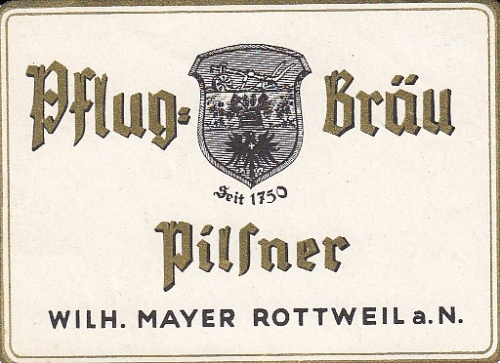 Pflug=Bräu
Seit 1750
Pilſner
WILH. MAYER ROTTWEIL a. N.